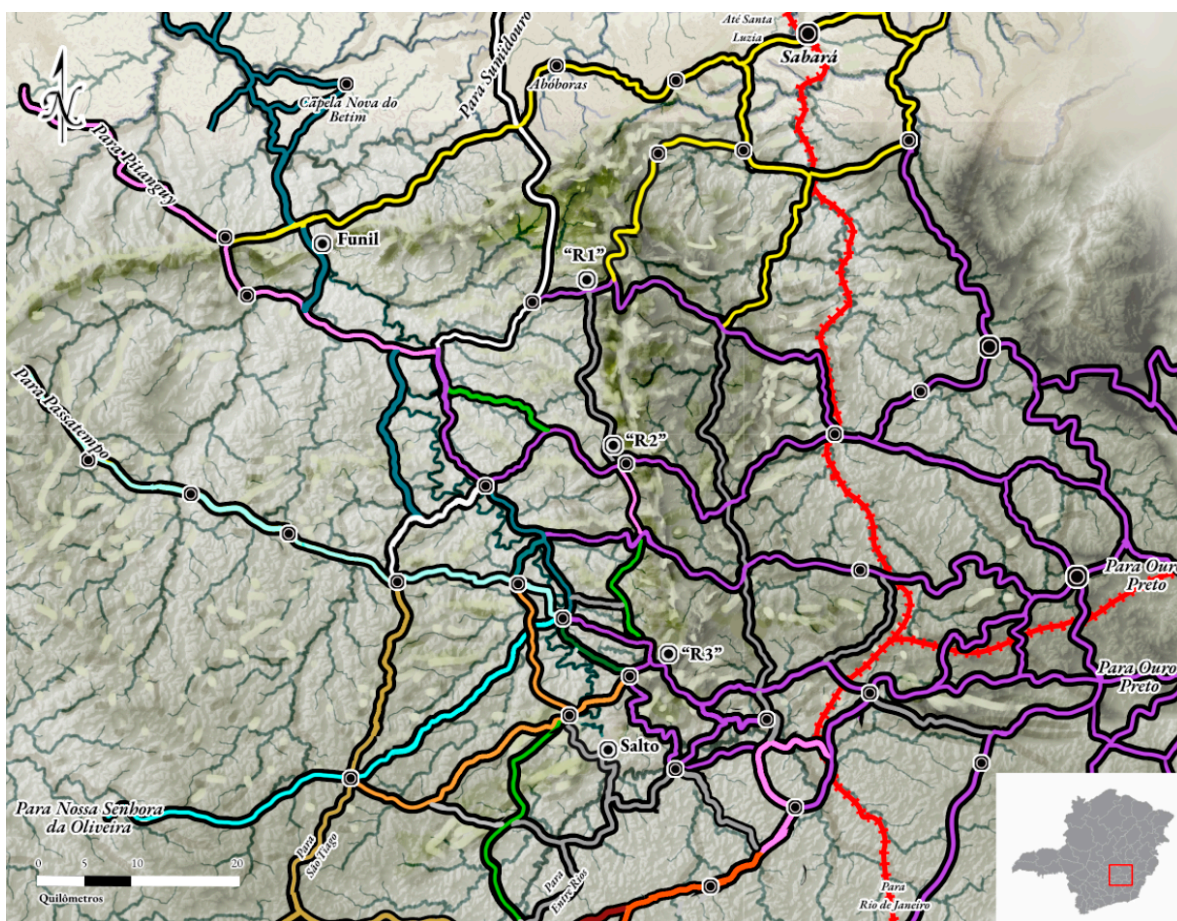 Até Santa
Luzia
Sabará
Para Sumidouro
Abóboras
Capela Nova do
Betim
N
Para Pitanguy
Funil
"R1"
Para Passatempo
"R2"
Para Ouro
Preto
"R3"
Para Ouro
Preto
Salto
Para Nossa Senhora
da Oliveira
Para
São Tiago
Para
Entre Rios
Para
Rio de Janeiro
0 5 10 20
Quilômetros